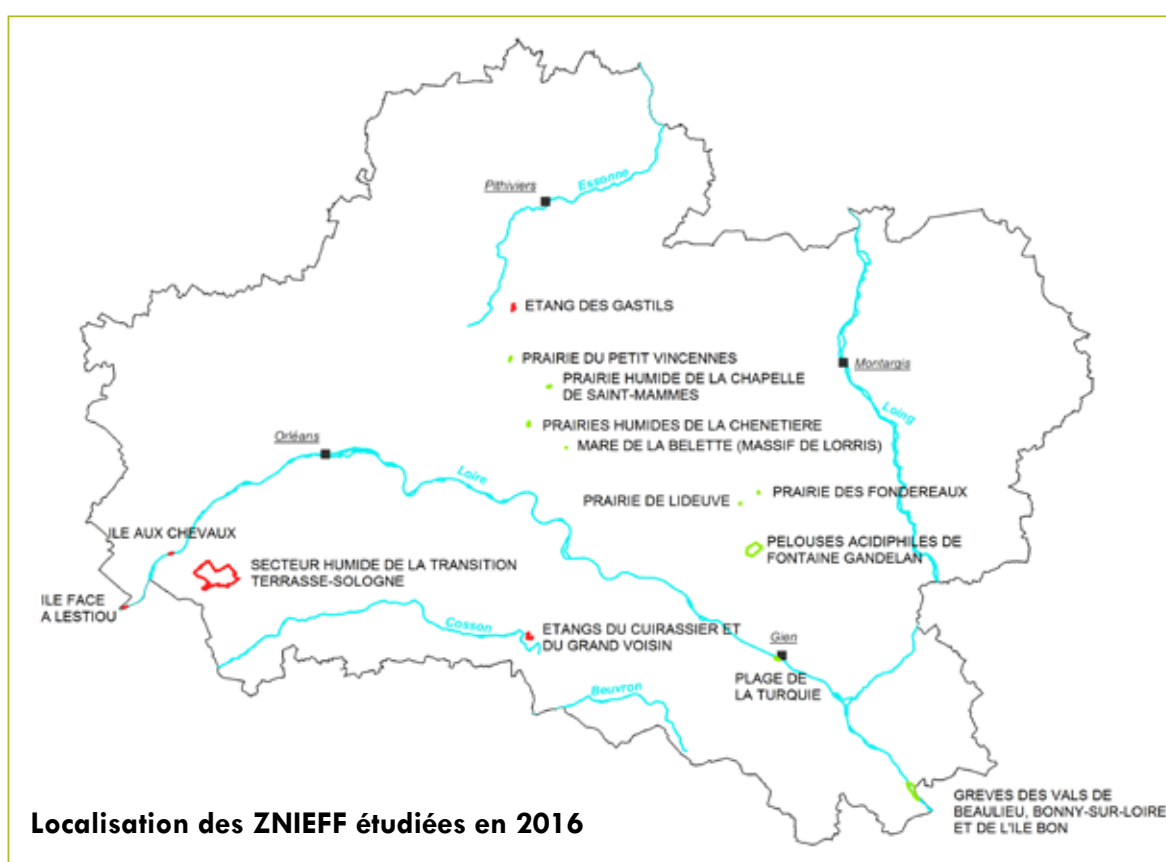 Essonne
Pithiviers
ETANG DES GASTILS
PRAIRIE DU PETIT VINCENNES
PRAIRIE HUMIDE DE LA CHAPELLE
DE SAINT-MAMMES
Montargis
Loing
PRAIRIES HUMIDES DE LA CHENETIERE
MARE DE LA BELETTE (MASSIF DE LORRIS)
Orléans
Loire
PRAIRIE DES FONDEREAUX
PRAIRIE DE LIDEUVE
ILE AUX CHEVAUX
PELOUSES ACIDIPHILES DE
FONTAINE GANDELAN
SECTEUR HUMIDE DE LA TRANSITION
TERRASSE-SOLOGNE
ILE FACE
A LESTIOU
Cosson
ETANGS DU CUIRASSIER ET
DU GRAND VOISIN
Gien
PLAGE DE
LA TURQUIE
Beuvron
GREVES DES VALS DE
BEAULIEU, BONNY-SUR-LOIRE
ET DE L'ILE BON
Localisation des ZNIEFF étudiées en 2016